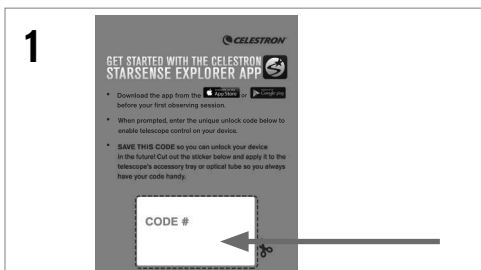 1
CELESTRON
GET STARTED WITH THE CELESTRON
STARSENSE EXPLORER APP
• Download the app from the App Store or Google play
before your first observing session.
• When prompted, enter the unique unlock code below to
enable telescope control on your device.
• SAVE THIS CODE so you can unlock your device
in the future! Cut out the sticker below and apply it to the
telescope's accessory tray or optical tube so you always
have your code handy.
CODE #